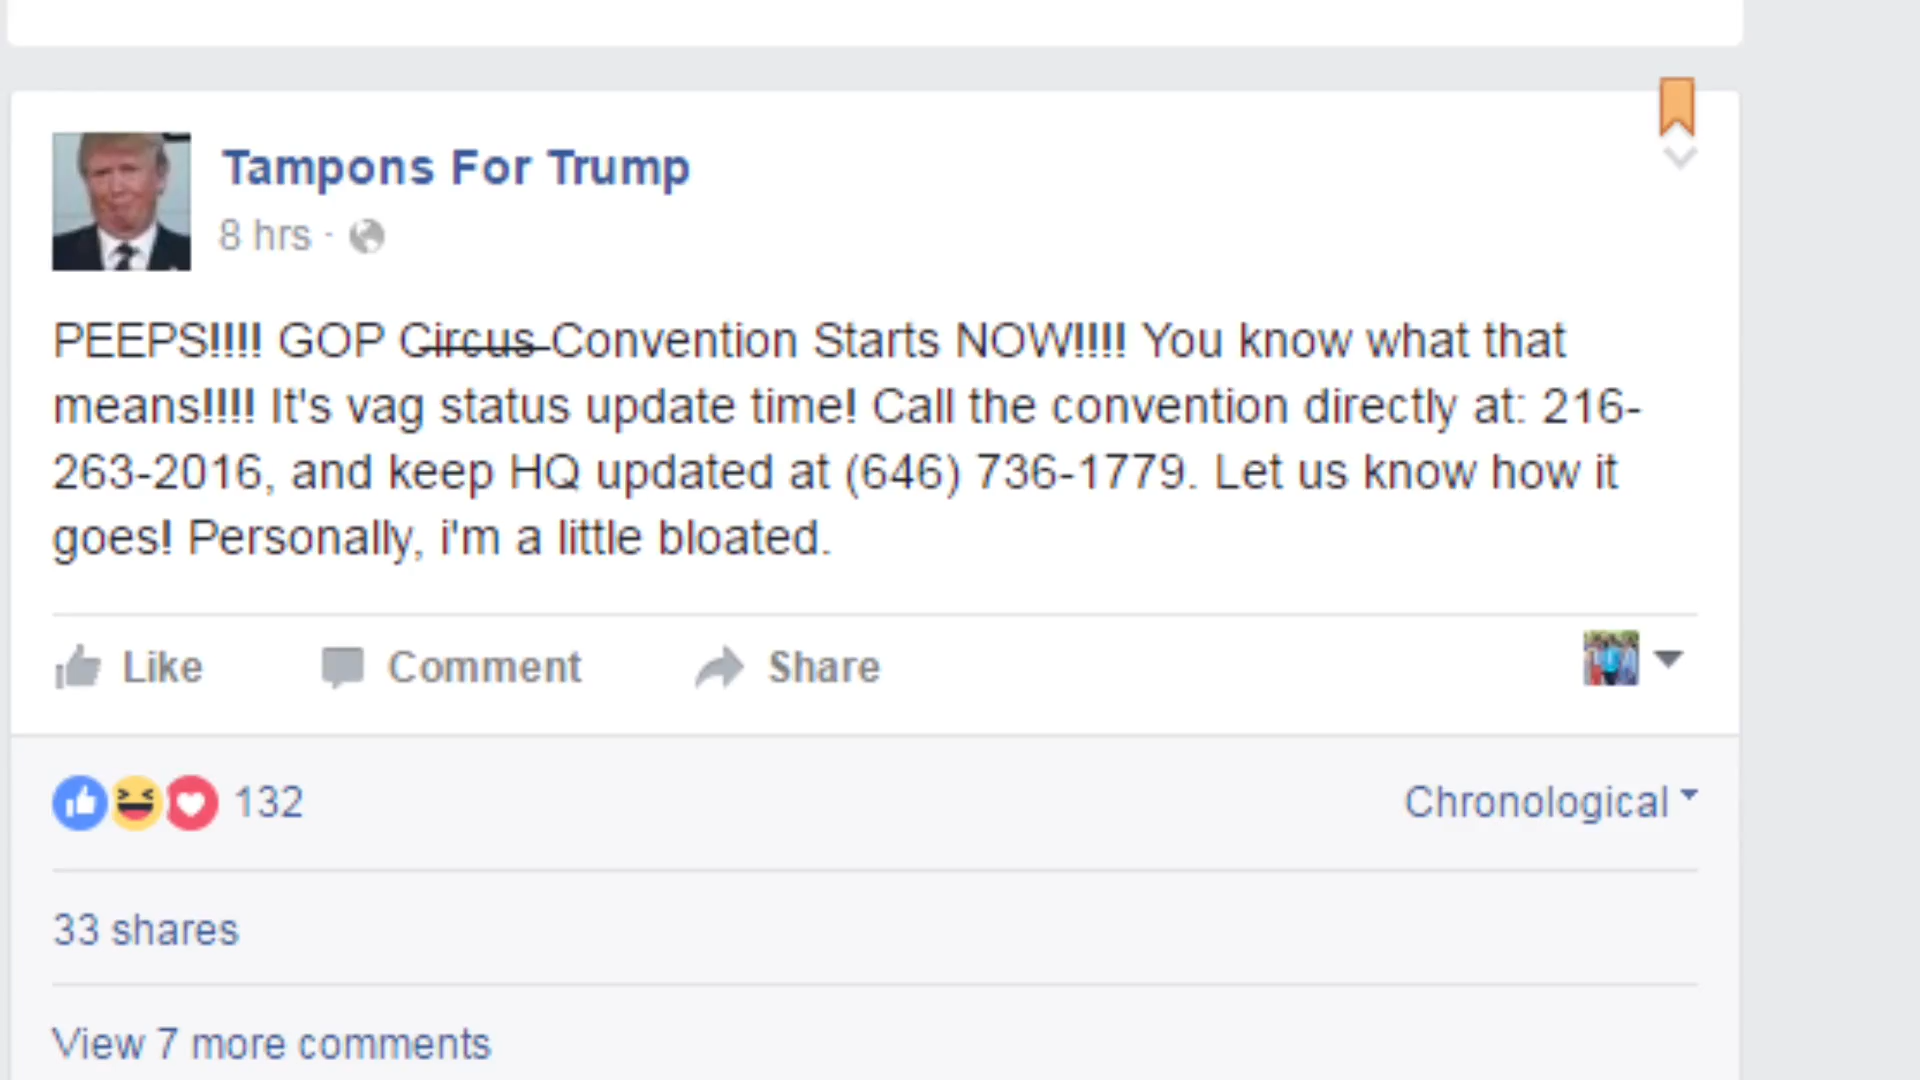 Tampons For Trump
8 hrs ·
PEEPS!!!! GOP Circus Convention Starts NOW!!!! You know what that
means!!!! It's vag status update time! Call the convention directly at: 216-
263-2016, and keep HQ updated at (646) 736-1779. Let us know how it
goes! Personally, i'm a little bloated.
Like Comment Share
132 Chronological
33 shares
View 7 more comments